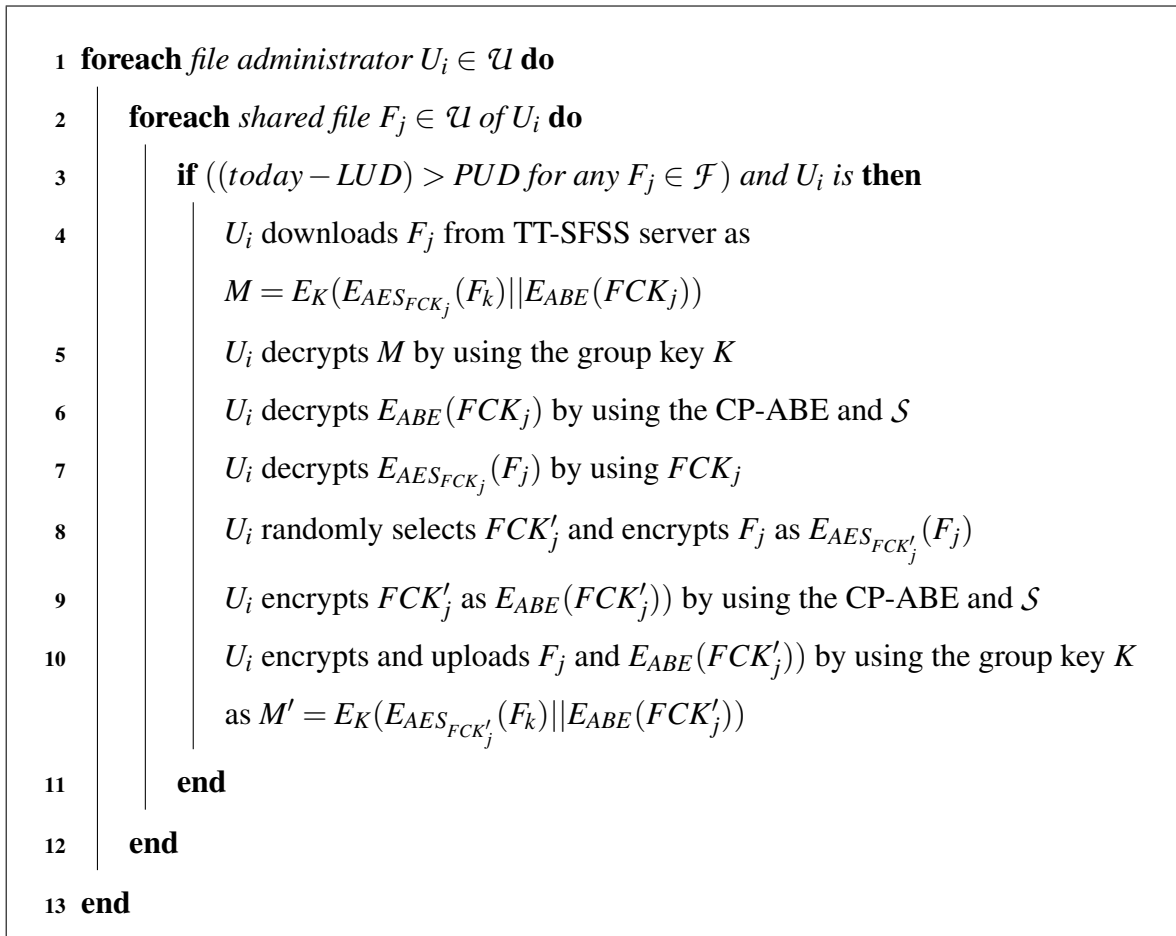 1 foreach file administrator U_i ∈ 𝒰 do
2 foreach shared file F_j ∈ 𝒰 of U_i do
3 if ((today − LUD) > PUD for any F_j ∈ ℱ) and U_i is then
4 U_i downloads F_j from TT-SFSS server as
M = E_K(E_{AES_{FCK_j}}(F_k)||E_{ABE}(FCK_j))
5 U_i decrypts M by using the group key K
6 U_i decrypts E_{ABE}(FCK_j) by using the CP-ABE and 𝒮
7 U_i decrypts E_{AES_{FCK_j}}(F_j) by using FCK_j
8 U_i randomly selects FCK′_j and encrypts F_j as E_{AES_{FCK′_j}}(F_j)
9 U_i encrypts FCK′_j as E_{ABE}(FCK′_j)) by using the CP-ABE and 𝒮
10 U_i encrypts and uploads F_j and E_{ABE}(FCK′_j)) by using the group key K
as M′ = E_K(E_{AES_{FCK′_j}}(F_k)||E_{ABE}(FCK′_j))
11 end
12 end
13 end